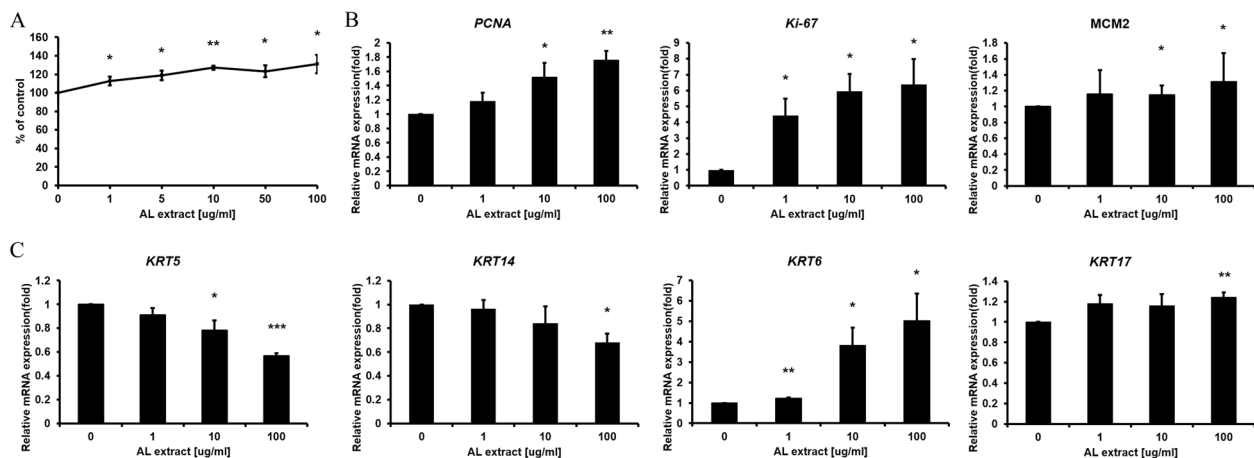 A
160
140
120
100
80
60
40
20
0
% of control
* * ** * *
0 1 5 10 50 100
AL extract [ug/ml]
B
PCNA
2
1.8
1.6
1.4
1.2
1
0.8
0.6
0.4
0.2
0
Relative mRNA expression(fold)
* **
0 1 10 100
AL extract [ug/ml]
Ki-67
9
8
7
6
5
4
3
2
1
0
Relative mRNA expression(fold)
* * *
0 1 10 100
AL extract [ug/ml]
MCM2
1.8
1.6
1.4
1.2
1
0.8
0.6
0.4
0.2
0
Relative mRNA expression(fold)
* *
0 1 10 100
AL extract [ug/ml]
C
KRT5
1.2
1
0.8
0.6
0.4
0.2
0
Relative mRNA expression(fold)
* ***
0 1 10 100
AL extract [ug/ml]
KRT14
1.2
1
0.8
0.6
0.4
0.2
0
Relative mRNA expression(fold)
*
0 1 10 100
AL extract [ug/ml]
KRT6
7
6
5
4
3
2
1
0
Relative mRNA expression(fold)
** * *
0 1 10 100
AL extract [ug/ml]
KRT17
1.4
1.2
1
0.8
0.6
0.4
0.2
0
Relative mRNA expression(fold)
**
0 1 10 100
AL extract [ug/ml]